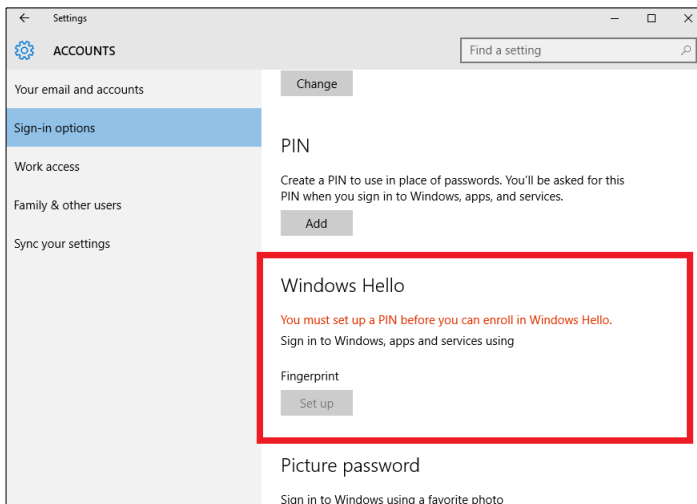 Settings
ACCOUNTS
Find a setting
Your email and accounts
Sign-in options
Work access
Family & other users
Sync your settings
Change
PIN
Create a PIN to use in place of passwords. You'll be asked for this
PIN when you sign in to Windows, apps, and services.
Add
Windows Hello
You must set up a PIN before you can enroll in Windows Hello.
Sign in to Windows, apps and services using
Fingerprint
Set up
Picture password
Sign in to Windows using a favorite photo